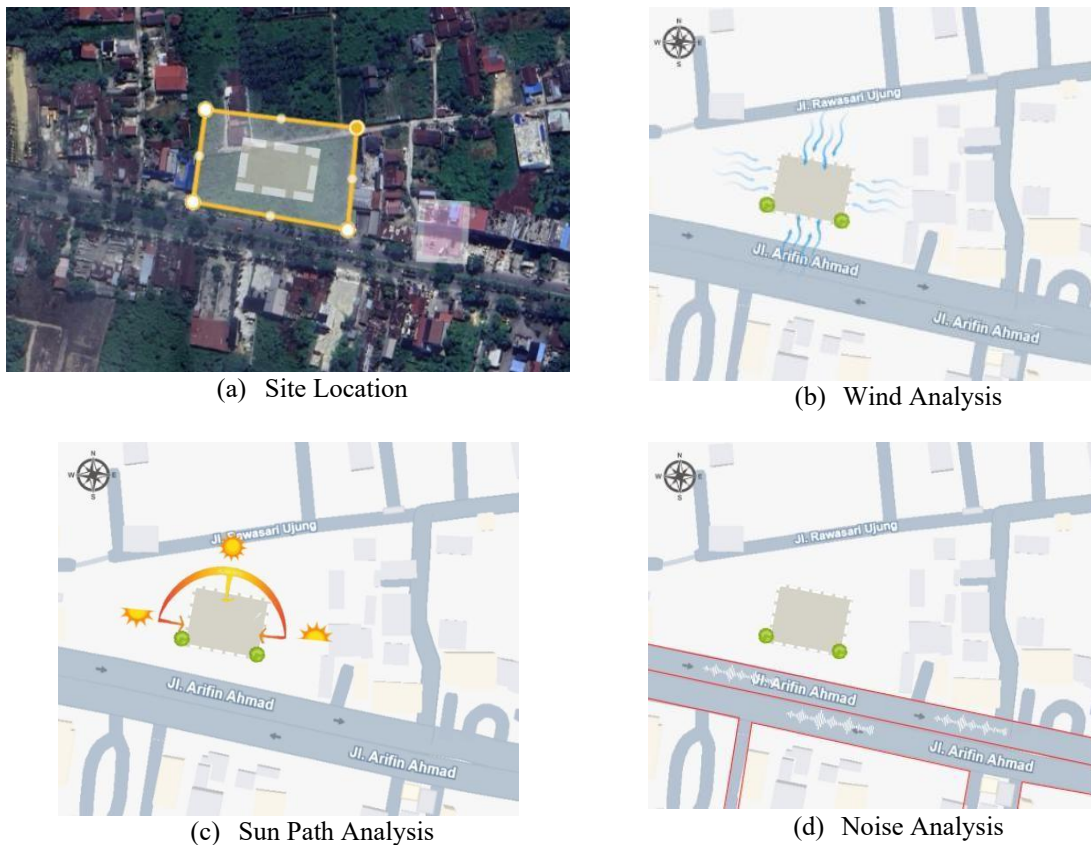 (a) Site Location
N
W E
S
Jl. Rawasari Ujung
Jl. Arifin Ahmad
Jl. Arifin Ahmad
(b) Wind Analysis
N
W E
S
Jl. Rawasari Ujung
Jl. Arifin Ahmad
Jl. Arifin Ahmad
(c) Sun Path Analysis
N
W E
S
Jl. Rawasari Ujung
Jl. Arifin Ahmad
Jl. Arifin Ahmad
(d) Noise Analysis